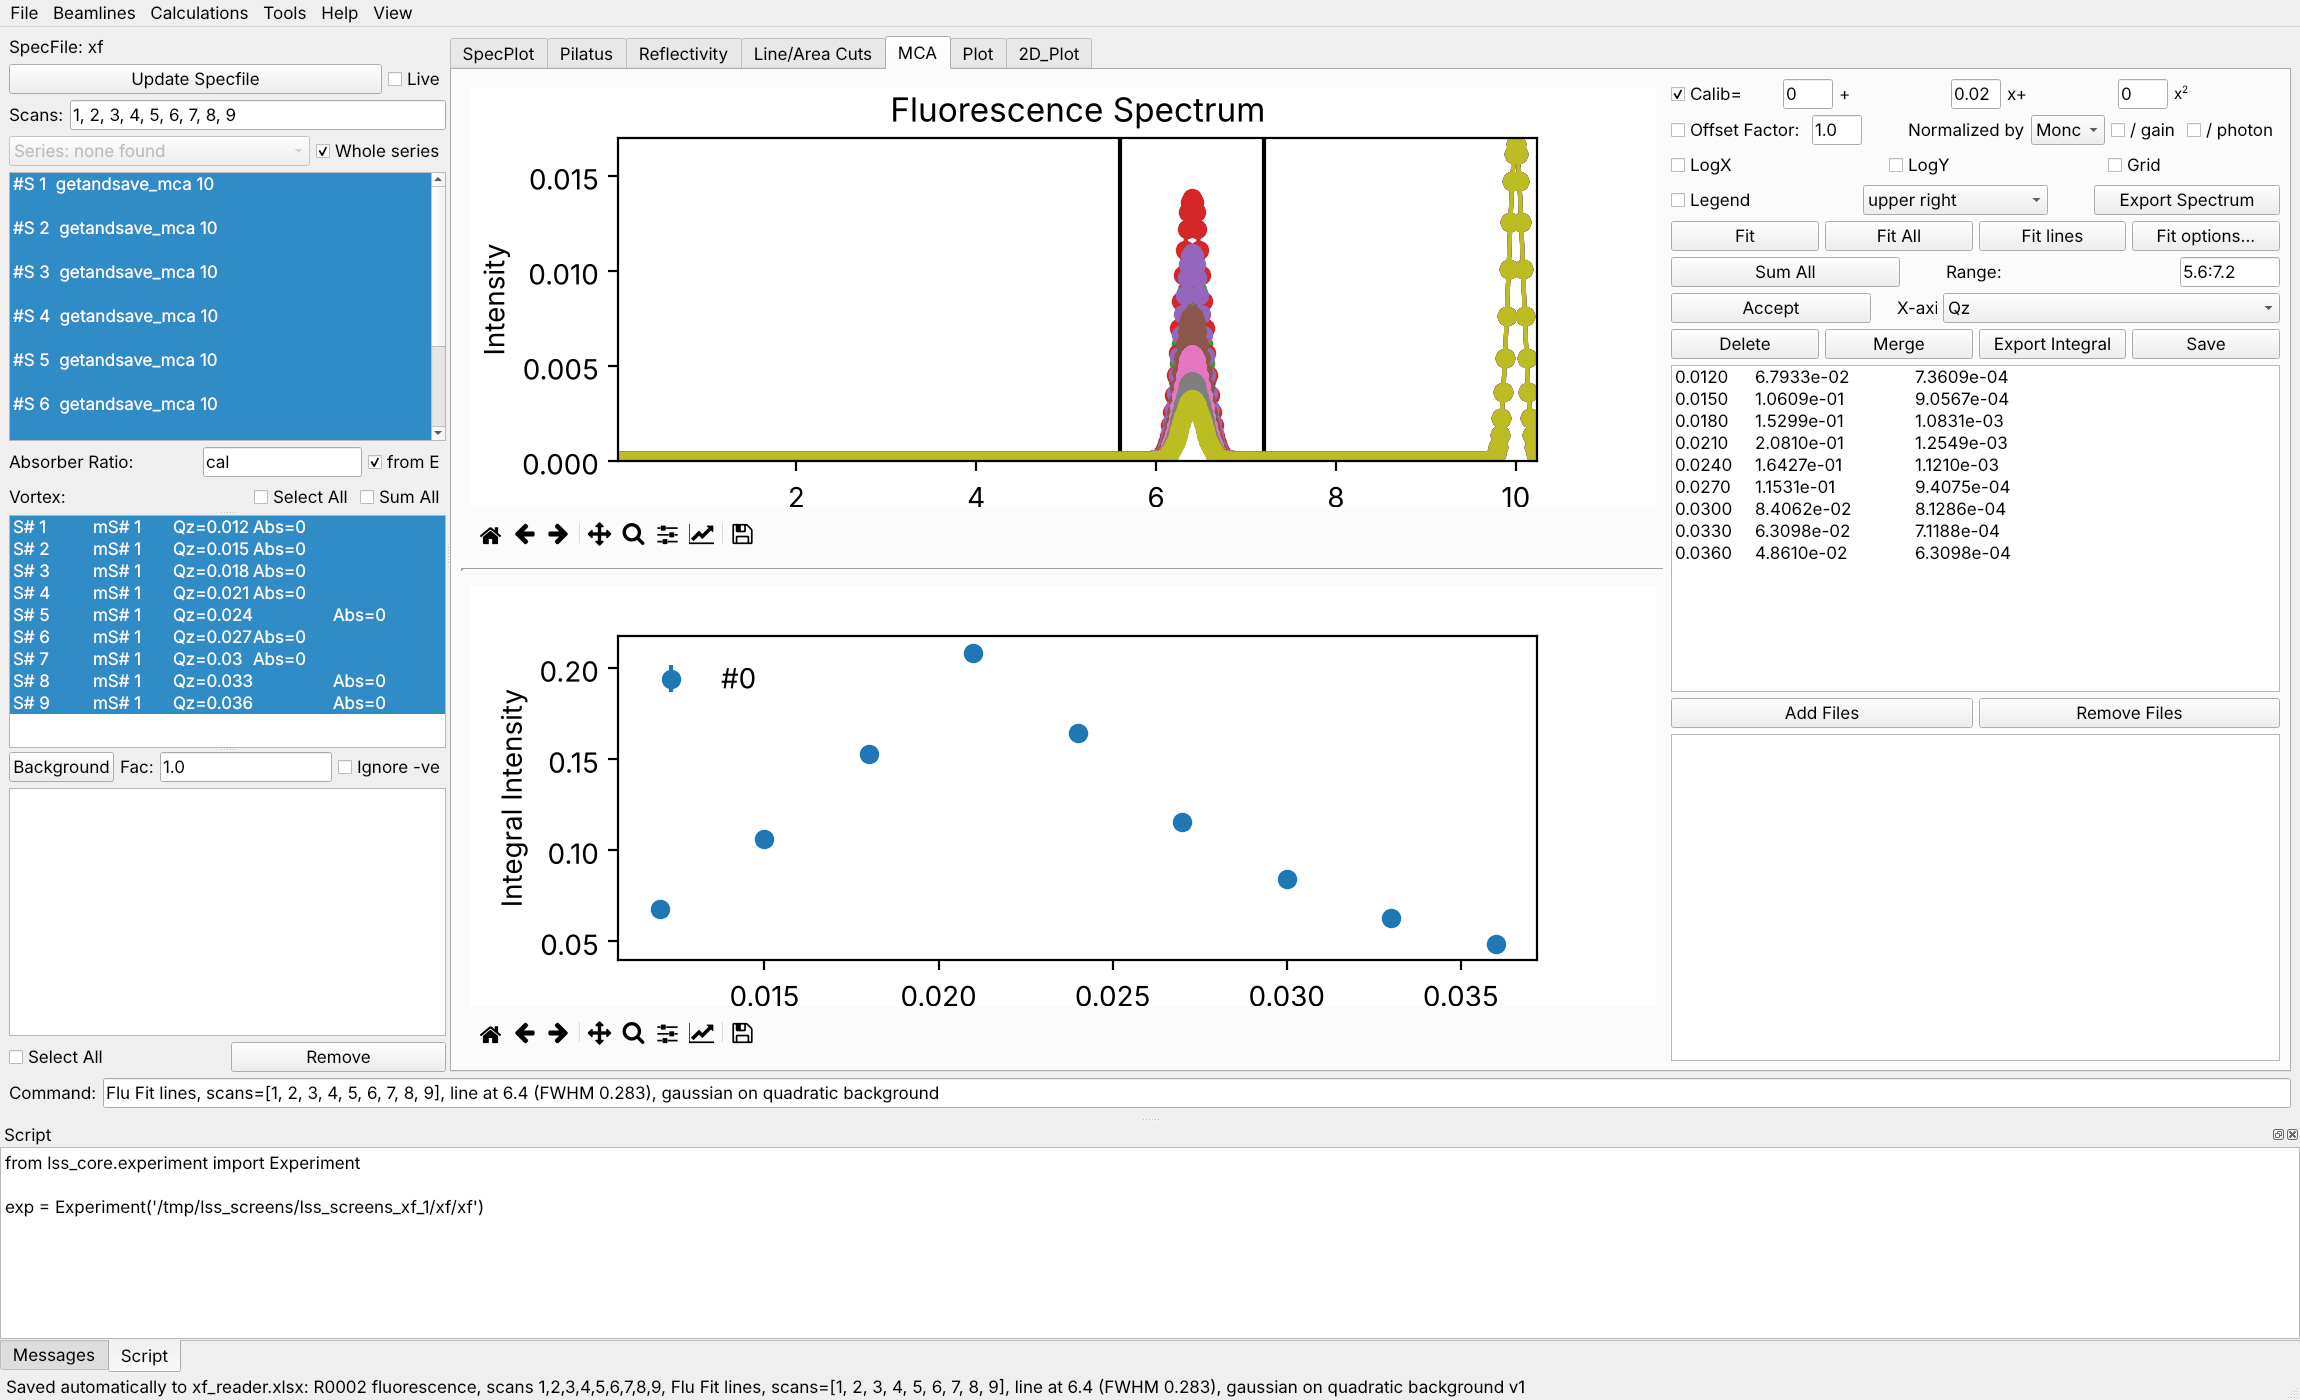 File Beamlines Calculations Tools Help View
SpecFile: xf
Update Specfile Live
Scans: 1, 2, 3, 4, 5, 6, 7, 8, 9
Series: none found Whole series
#S 1 getandsave_mca 10
#S 2 getandsave_mca 10
#S 3 getandsave_mca 10
#S 4 getandsave_mca 10
#S 5 getandsave_mca 10
#S 6 getandsave_mca 10
Absorber Ratio: cal from E
Vortex: Select All Sum All
S# 1 mS# 1 Qz=0.012 Abs=0
S# 2 mS# 1 Qz=0.015 Abs=0
S# 3 mS# 1 Qz=0.018 Abs=0
S# 4 mS# 1 Qz=0.021 Abs=0
S# 5 mS# 1 Qz=0.024 Abs=0
S# 6 mS# 1 Qz=0.027 Abs=0
S# 7 mS# 1 Qz=0.03 Abs=0
S# 8 mS# 1 Qz=0.033 Abs=0
S# 9 mS# 1 Qz=0.036 Abs=0
Background Fac: 1.0 Ignore -ve
Select All Remove
SpecPlot Pilatus Reflectivity Line/Area Cuts MCA Plot 2D_Plot
Fluorescence Spectrum
Intensity
0.015
0.010
0.005
0.000
2 4 6 8 10
Integral Intensity
#0
0.20
0.15
0.10
0.05
0.015 0.020 0.025 0.030 0.035
Calib= 0 + 0.02 x+ 0 x²
Offset Factor: 1.0 Normalized by Monc / gain / photon
LogX LogY Grid
Legend upper right Export Spectrum
Fit Fit All Fit lines Fit options...
Sum All Range: 5.6:7.2
Accept X-axi Qz
Delete Merge Export Integral Save
0.0120 6.7933e-02 7.3609e-04
0.0150 1.0609e-01 9.0567e-04
0.0180 1.5299e-01 1.0831e-03
0.0210 2.0810e-01 1.2549e-03
0.0240 1.6427e-01 1.1210e-03
0.0270 1.1531e-01 9.4075e-04
0.0300 8.4062e-02 8.1286e-04
0.0330 6.3098e-02 7.1188e-04
0.0360 4.8610e-02 6.3098e-04
Add Files Remove Files
Command: Flu Fit lines, scans=[1, 2, 3, 4, 5, 6, 7, 8, 9], line at 6.4 (FWHM 0.283), gaussian on quadratic background
Script
from lss_core.experiment import Experiment
exp = Experiment('/tmp/lss_screens/lss_screens_xf_1/xf/xf')
Messages Script
Saved automatically to xf_reader.xlsx: R0002 fluorescence, scans 1,2,3,4,5,6,7,8,9, Flu Fit lines, scans=[1, 2, 3, 4, 5, 6, 7, 8, 9], line at 6.4 (FWHM 0.283), gaussian on quadratic background v1